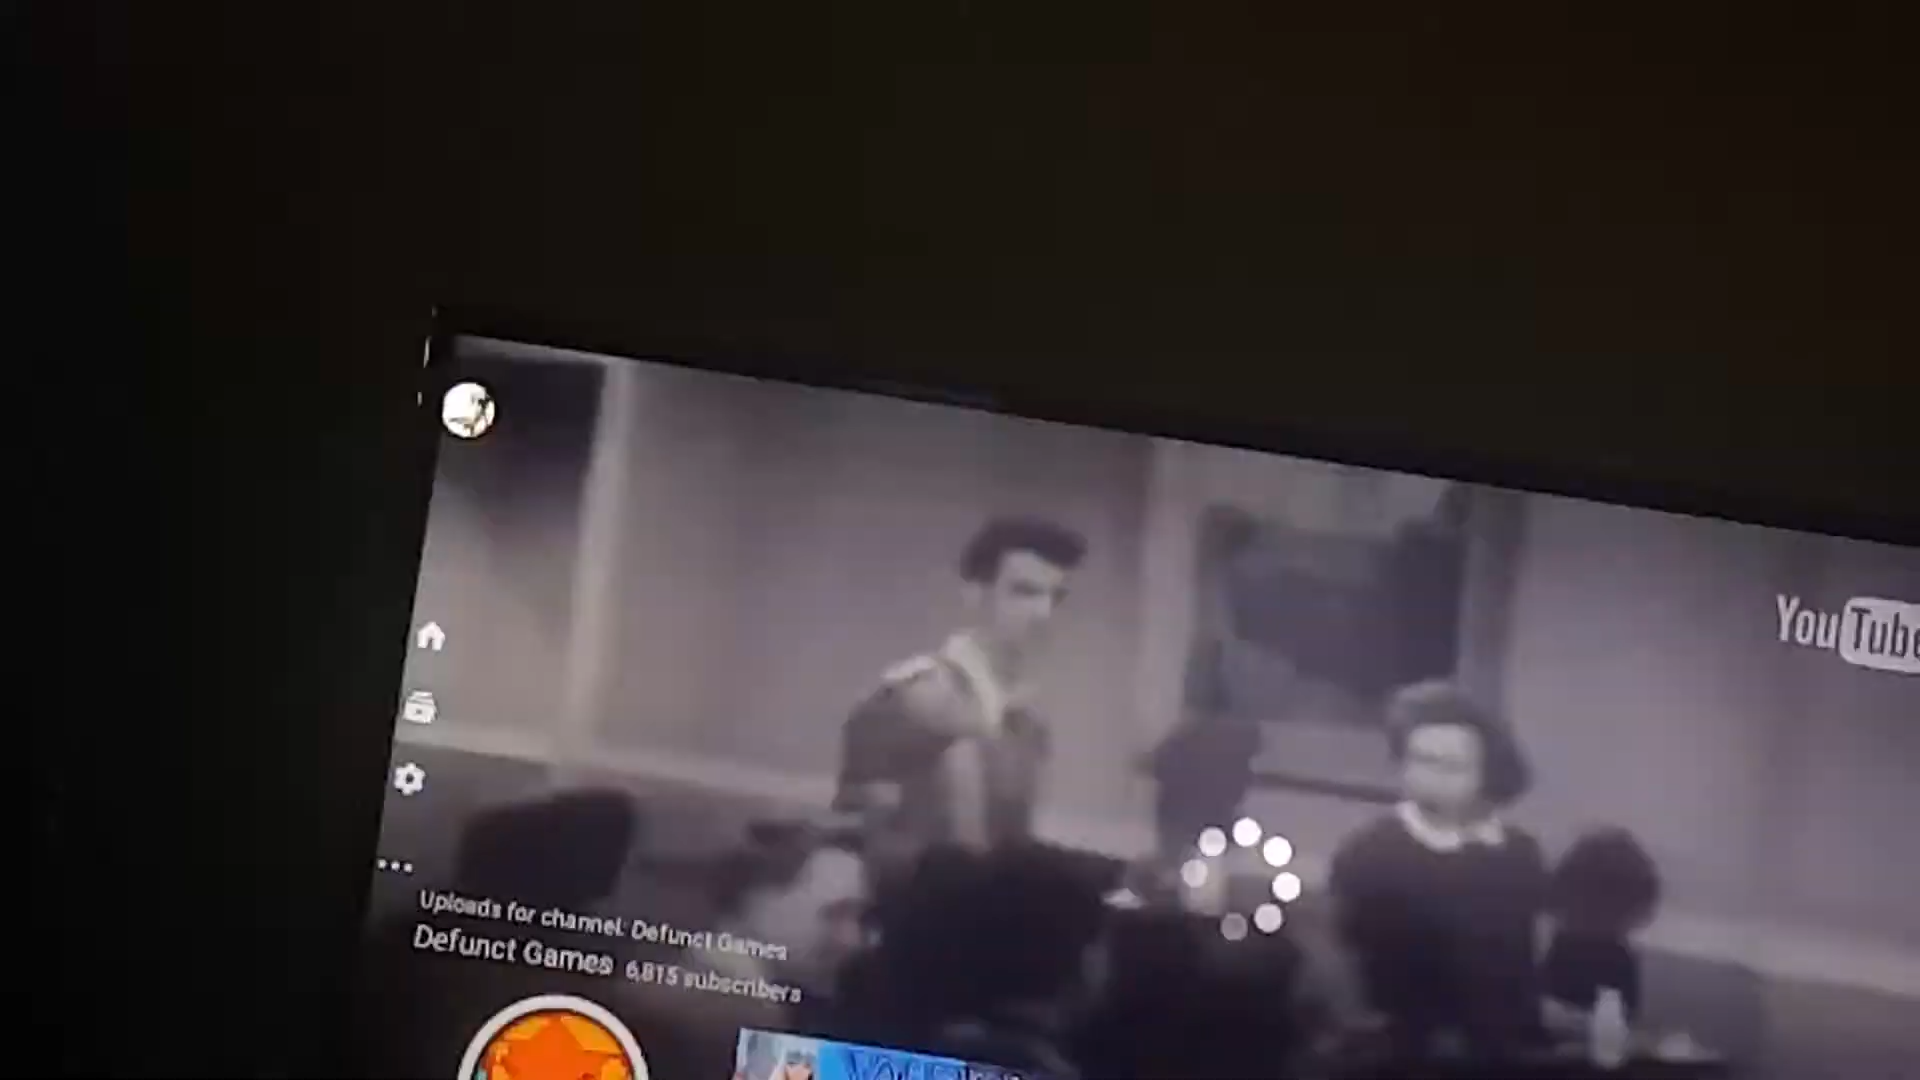 YouTube
Uploads for channel: Defunct Games
Defunct Games 6,815 subscribers